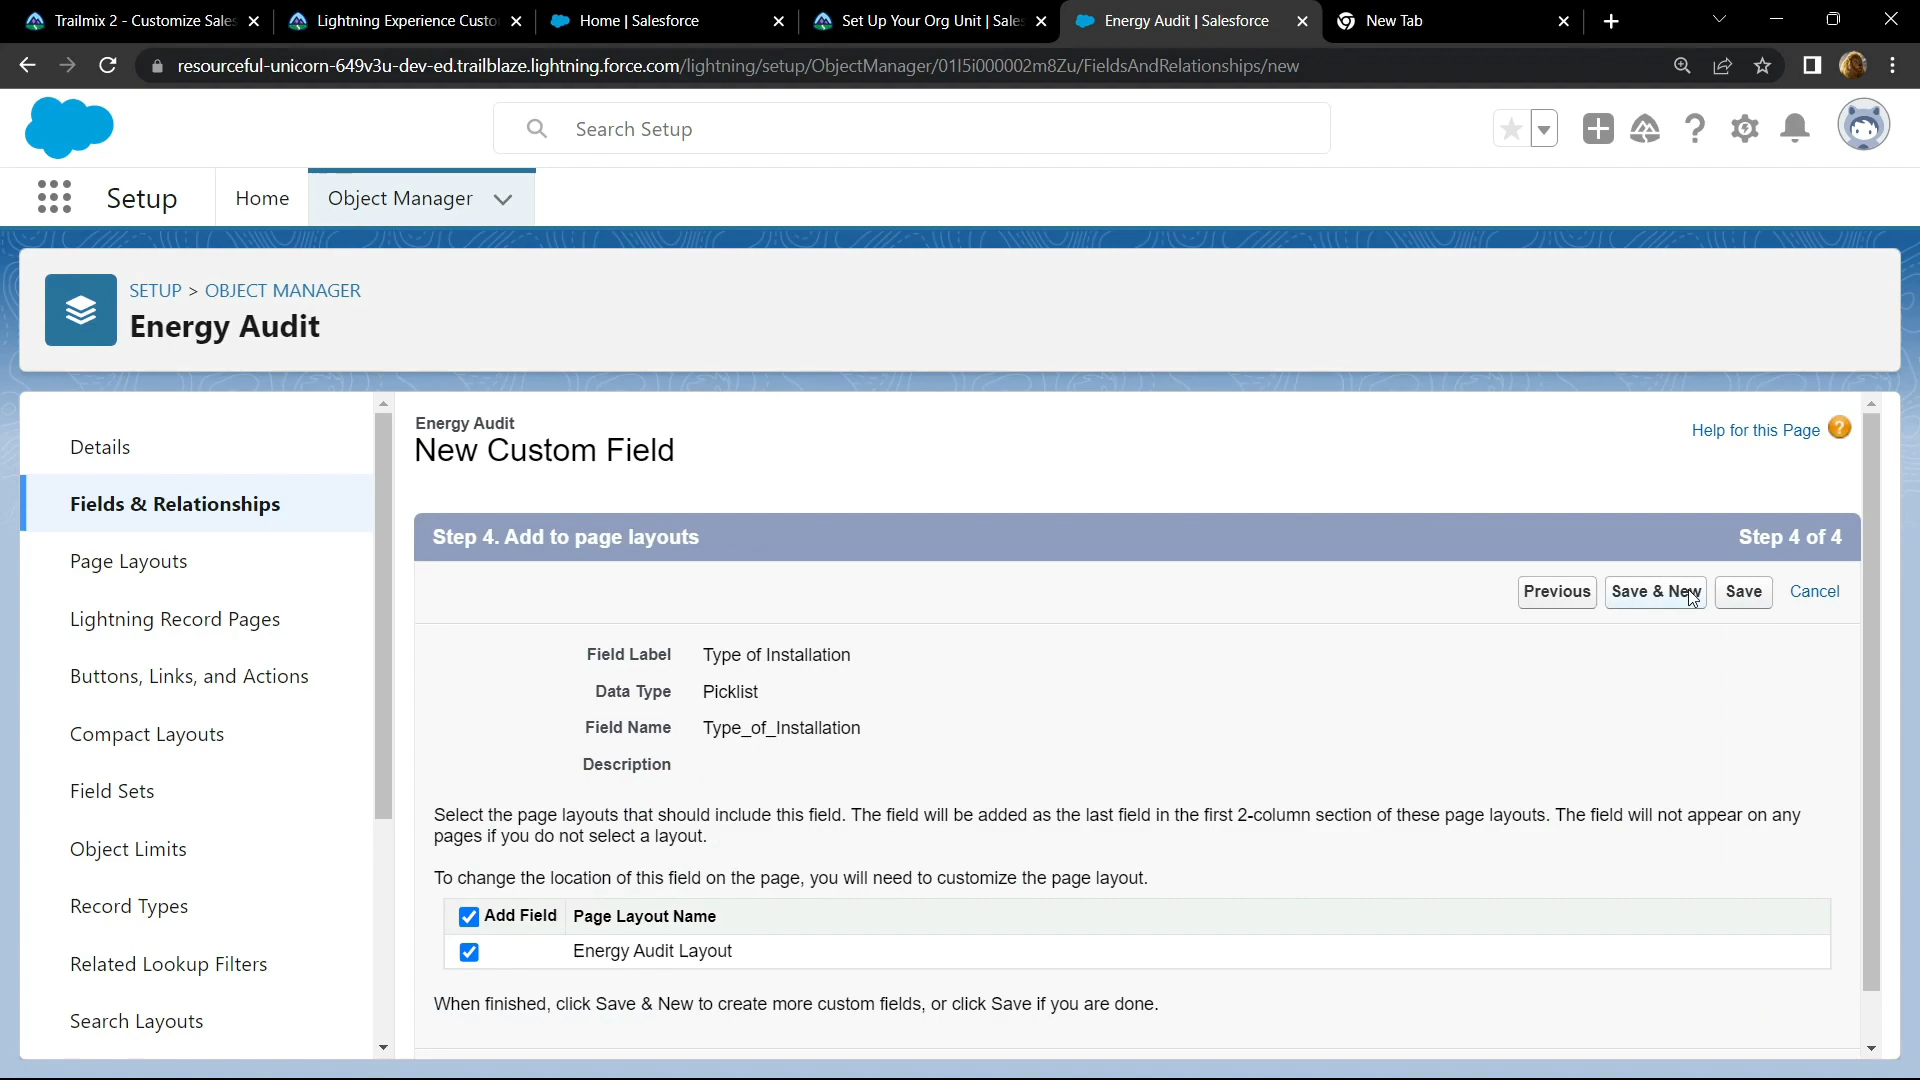 Trailmix 2 - Customize Sales
Lightning Experience Custo
Home | Salesforce
Set Up Your Org Unit | Sales
Energy Audit | Salesforce
New Tab
resourceful-unicorn-649v3u-dev-ed.trailblaze.lightning.force.com/lightning/setup/ObjectManager/01I5i000002m8Zu/FieldsAndRelationships/new
Search Setup
Setup
Home
Object Manager
SETUP > OBJECT MANAGER
Energy Audit
Details
Fields & Relationships
Page Layouts
Lightning Record Pages
Buttons, Links, and Actions
Compact Layouts
Field Sets
Object Limits
Record Types
Related Lookup Filters
Search Layouts
Energy Audit
New Custom Field
Help for this Page ?
Step 4. Add to page layouts
Step 4 of 4
Previous
Save & New
Save
Cancel
Field Label Type of Installation
Data Type Picklist
Field Name Type_of_Installation
Description
Select the page layouts that should include this field. The field will be added as the last field in the first 2-column section of these page layouts. The field will not appear on any
pages if you do not select a layout.
To change the location of this field on the page, you will need to customize the page layout.
Add Field Page Layout Name
Energy Audit Layout
When finished, click Save & New to create more custom fields, or click Save if you are done.